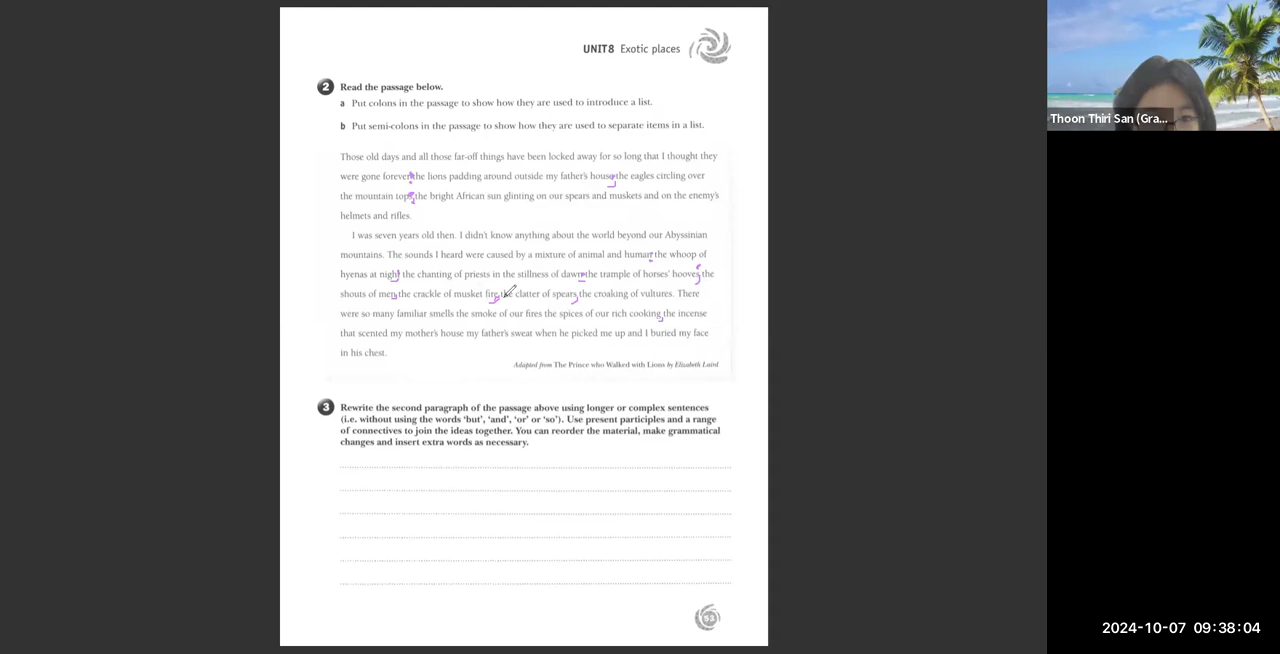 UNIT 8 Exotic places
2 Read the passage below.
a Put colons in the passage to show how they are used to introduce a list.
b Put semi-colons in the passage to show how they are used to separate items in a list.
Those old days and all those far-off things have been locked away for so long that I thought they
were gone forever: the lions padding around outside my father's house; the eagles circling over
the mountain tops; the bright African sun glinting on our spears and muskets and on the enemy's
helmets and rifles.
I was seven years old then. I didn't know anything about the world beyond our Abyssinian
mountains. The sounds I heard were caused by a mixture of animal and human: the whoop of
hyenas at night; the chanting of priests in the stillness of dawn; the trample of horses' hooves; the
shouts of men; the crackle of musket fire; the clatter of spears; the croaking of vultures. There
were so many familiar smells the smoke of our fires the spices of our rich cooking; the incense
that scented my mother's house my father's sweat when he picked me up and I buried my face
in his chest.
Adapted from The Prince who Walked with Lions by Elizabeth Laird
3 Rewrite the second paragraph of the passage above using longer or complex sentences
(i.e. without using the words 'but', 'and', 'or' or 'so'). Use present participles and a range
of connectives to join the ideas together. You can reorder the material, make grammatical
changes and insert extra words as necessary.
53
Thoon Thiri San (Gra...
2024-10-07 09:38:04